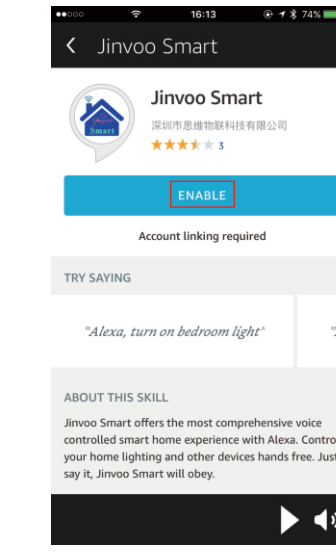 16:13
74%
Jinvoo Smart
Smart
Jinvoo Smart
深圳市思维物联科技有限公司
3
ENABLE
Account linking required
TRY SAYING
"Alexa, turn on bedroom light"
ABOUT THIS SKILL
Jinvoo Smart offers the most comprehensive voice
controlled smart home experience with Alexa. Contro
your home lighting and other devices hands free. Just
say it, Jinvoo Smart will obey.